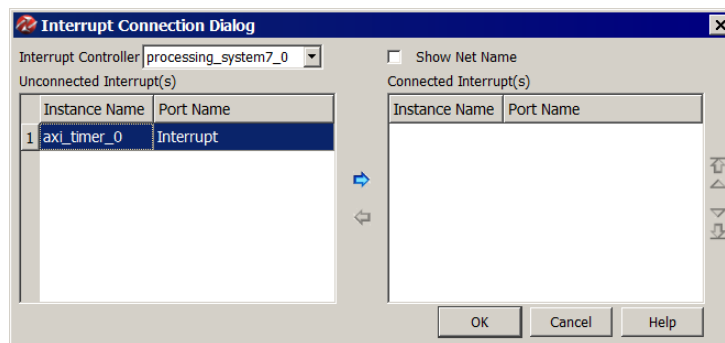 Interrupt Connection Dialog
Interrupt Controller processing_system7_0
Show Net Name
Unconnected Interrupt(s)
Connected Interrupt(s)
Instance Name Port Name
Instance Name Port Name
1 axi_timer_0 Interrupt
OK Cancel Help